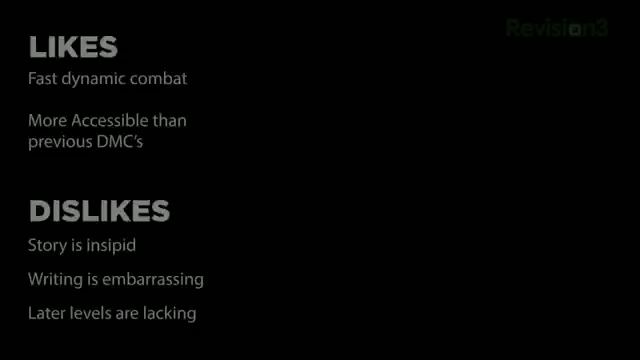 Revision3
LIKES
Fast dynamic combat
More Accessible than
previous DMC's
DISLIKES
Story is insipid
Writing is embarrassing
Later levels are lacking